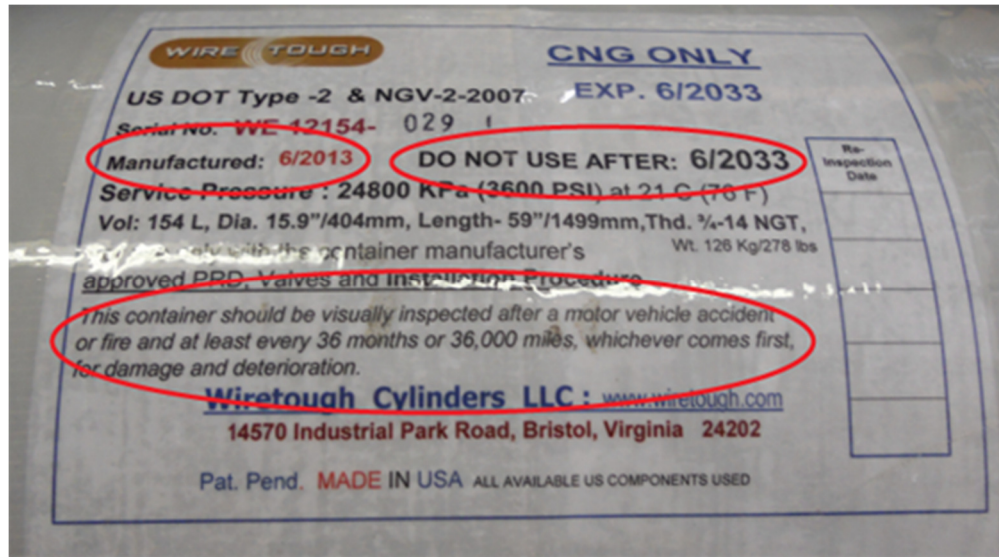 WIRE TOUGH
CNG ONLY
US DOT Type -2 & NGV-2-2007
EXP. 6/2033
Serial No. WE 12154- 029 1
Manufactured: 6/2013
DO NOT USE AFTER: 6/2033
Re-
Inspection
Date
Service Pressure : 24800 KPa (3600 PSI) at 21 C (70 F)
Vol: 154 L, Dia. 15.9"/404mm, Length- 59"/1499mm,Thd. ¾-14 NGT,
only with the container manufacturer's
Wt. 126 Kg/278 lbs
approved PRD, Valves and Installation Procedure
This container should be visually inspected after a motor vehicle accident
or fire and at least every 36 months or 36,000 miles, whichever comes first,
for damage and deterioration.
Wiretough Cylinders LLC : www.wiretough.com
14570 Industrial Park Road, Bristol, Virginia 24202
Pat. Pend. MADE IN USA ALL AVAILABLE US COMPONENTS USED